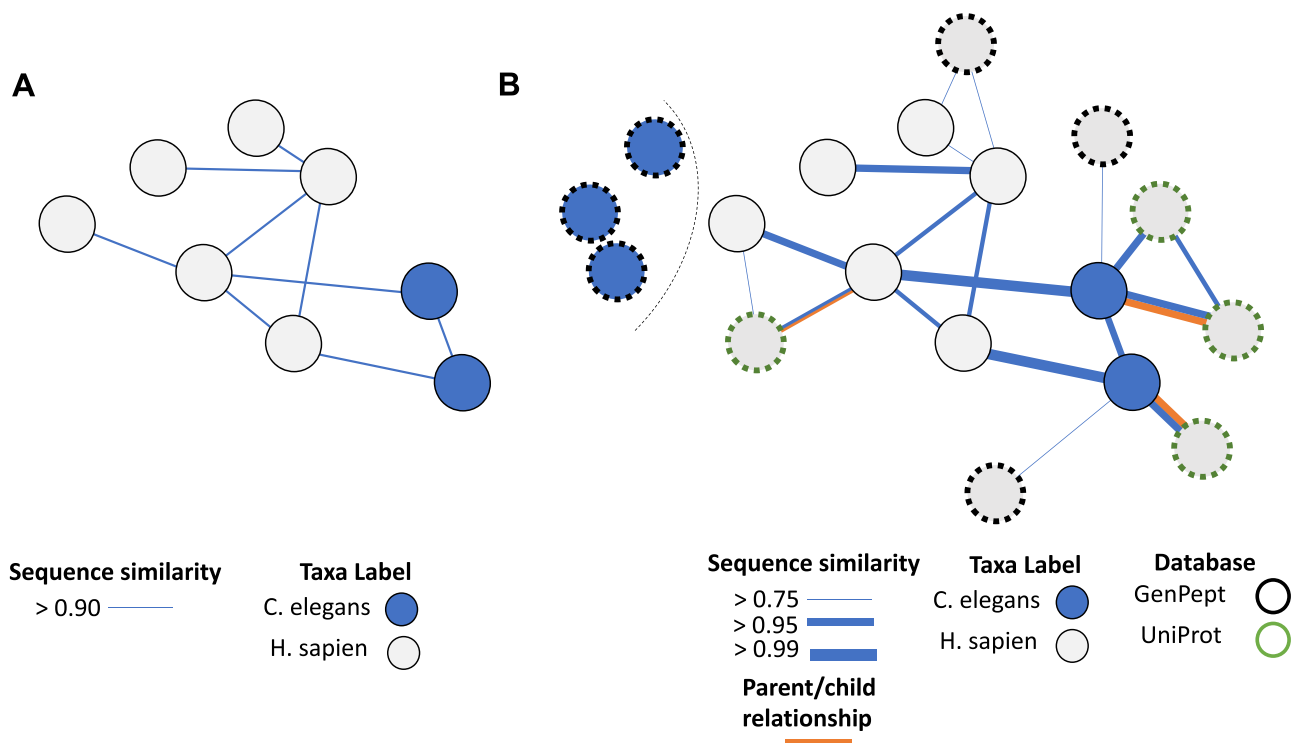 A
B
Sequence similarity
> 0.90
Taxa Label
C. elegans
H. sapien
Sequence similarity
> 0.75
> 0.95
> 0.99
Parent/child
relationship
Taxa Label
C. elegans
H. sapien
Database
GenPept
UniProt